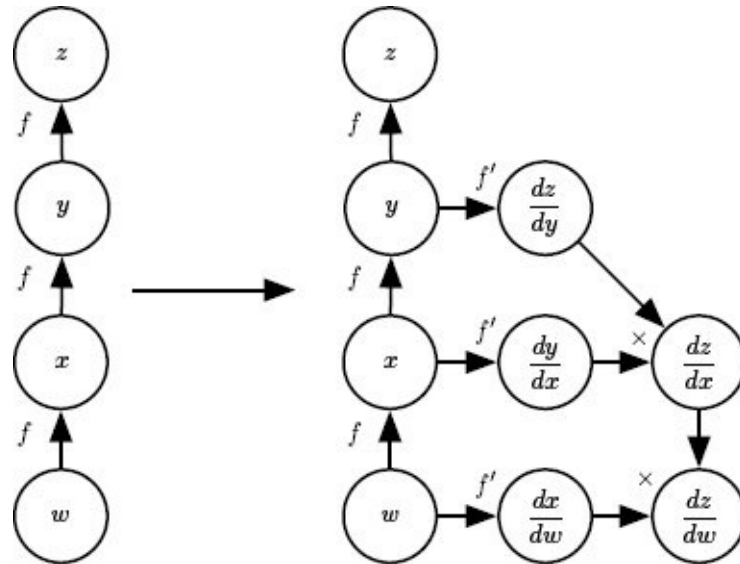 z z
f f
y f′ dz/dy
y
f f
x x f′ dy/dx × dz/dx
f f
w w f′ dx/dw × dz/dw